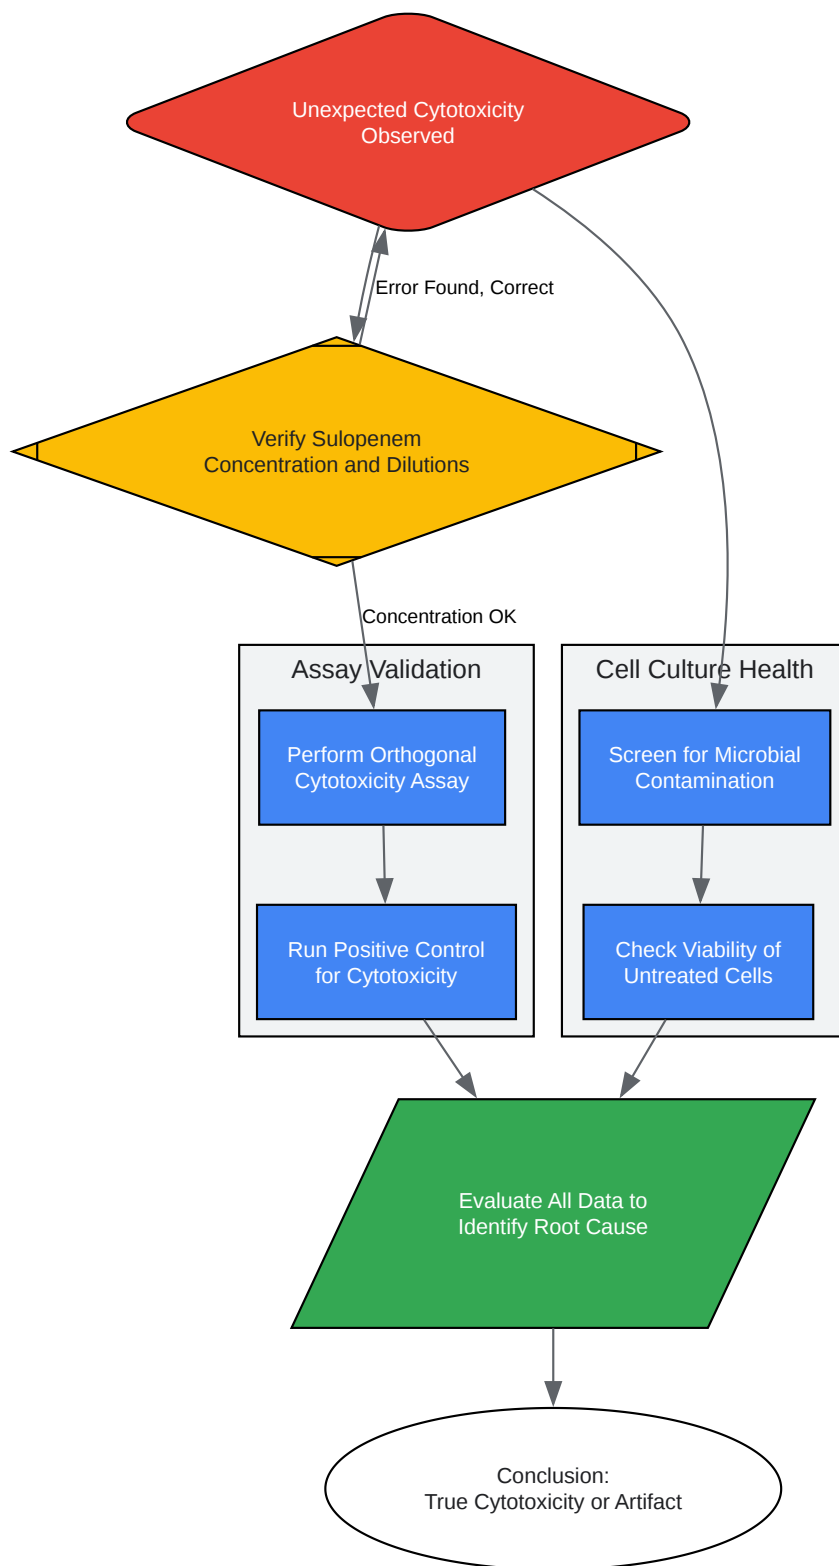 Unexpected Cytotoxicity
Observed
Error Found, Correct
Verify Sulopenem
Concentration and Dilutions
Concentration OK
Assay Validation
Cell Culture Health
Perform Orthogonal
Cytotoxicity Assay
Screen for Microbial
Contamination
Run Positive Control
for Cytotoxicity
Check Viability of
Untreated Cells
Evaluate All Data to
Identify Root Cause
Conclusion:
True Cytotoxicity or Artifact